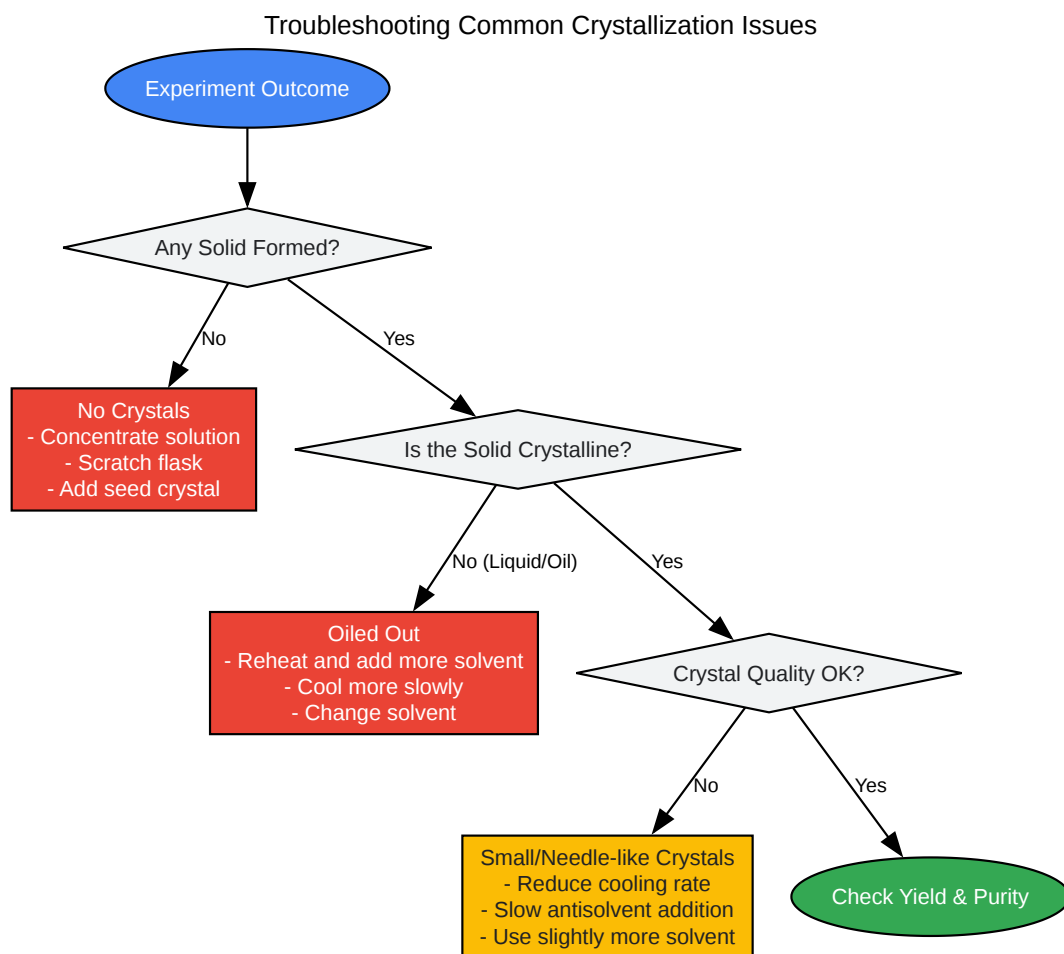 Troubleshooting Common Crystallization Issues
Experiment Outcome
Any Solid Formed?
No
Yes
No Crystals
- Concentrate solution
- Scratch flask
- Add seed crystal
Is the Solid Crystalline?
No (Liquid/Oil)
Yes
Oiled Out
- Reheat and add more solvent
- Cool more slowly
- Change solvent
Crystal Quality OK?
No
Yes
Small/Needle-like Crystals
- Reduce cooling rate
- Slow antisolvent addition
- Use slightly more solvent
Check Yield & Purity